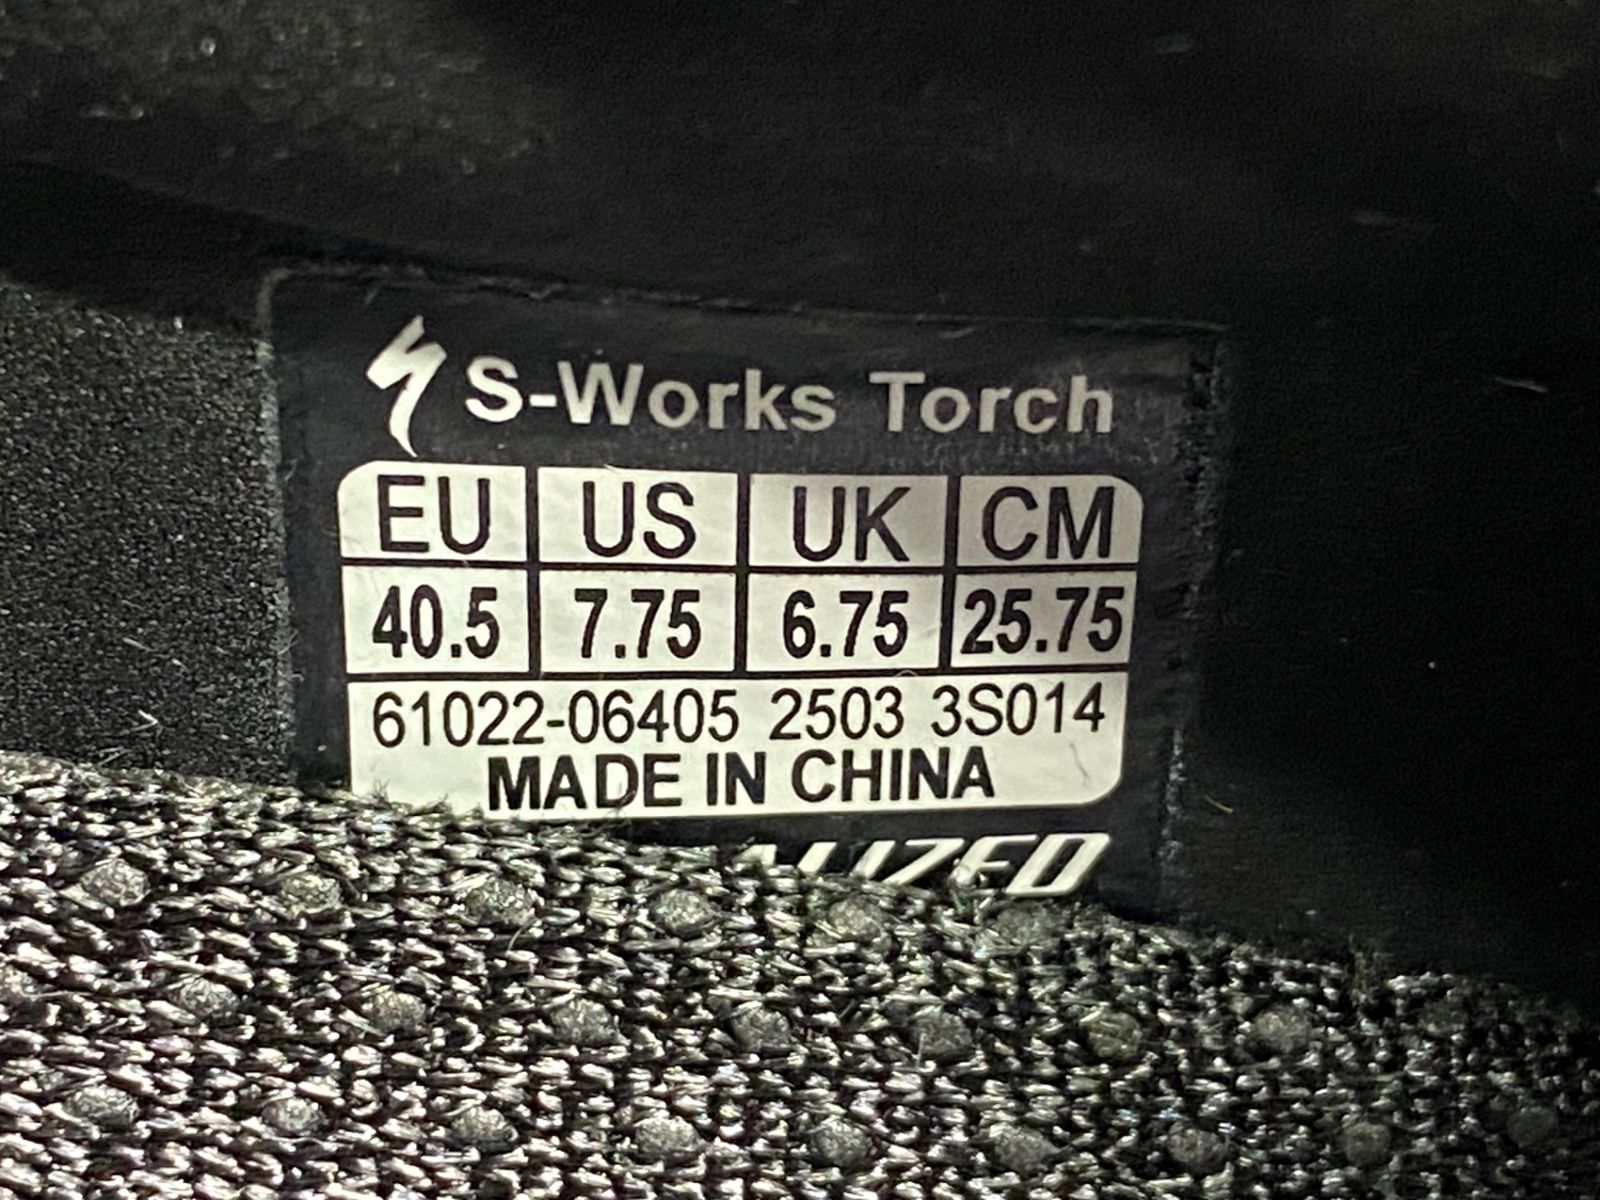 S-Works Torch
EU US UK CM
40.5 7.75 6.75 25.75
61022-06405 2503 3S014
MADE IN CHINA